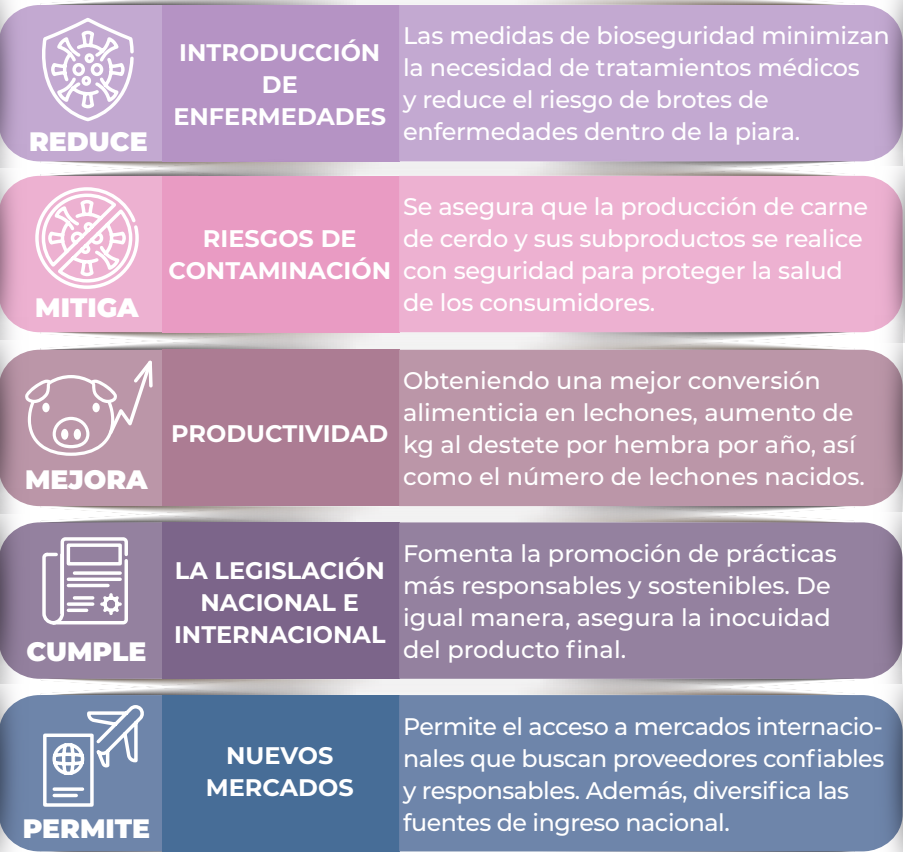 REDUCE
INTRODUCCIÓN
DE
ENFERMEDADES
Las medidas de bioseguridad minimizan
la necesidad de tratamientos médicos
y reduce el riesgo de brotes de
enfermedades dentro de la piara.
MITIGA
RIESGOS DE
CONTAMINACIÓN
Se asegura que la producción de carne
de cerdo y sus subproductos se realice
con seguridad para proteger la salud
de los consumidores.
MEJORA
PRODUCTIVIDAD
Obteniendo una mejor conversión
alimenticia en lechones, aumento de
kg al destete por hembra por año, así
como el número de lechones nacidos.
CUMPLE
LA LEGISLACIÓN
NACIONAL E
INTERNACIONAL
Fomenta la promoción de prácticas
más responsables y sostenibles. De
igual manera, asegura la inocuidad
del producto final.
PERMITE
NUEVOS
MERCADOS
Permite el acceso a mercados internacio-
nales que buscan proveedores confiables
y responsables. Además, diversifica las
fuentes de ingreso nacional.